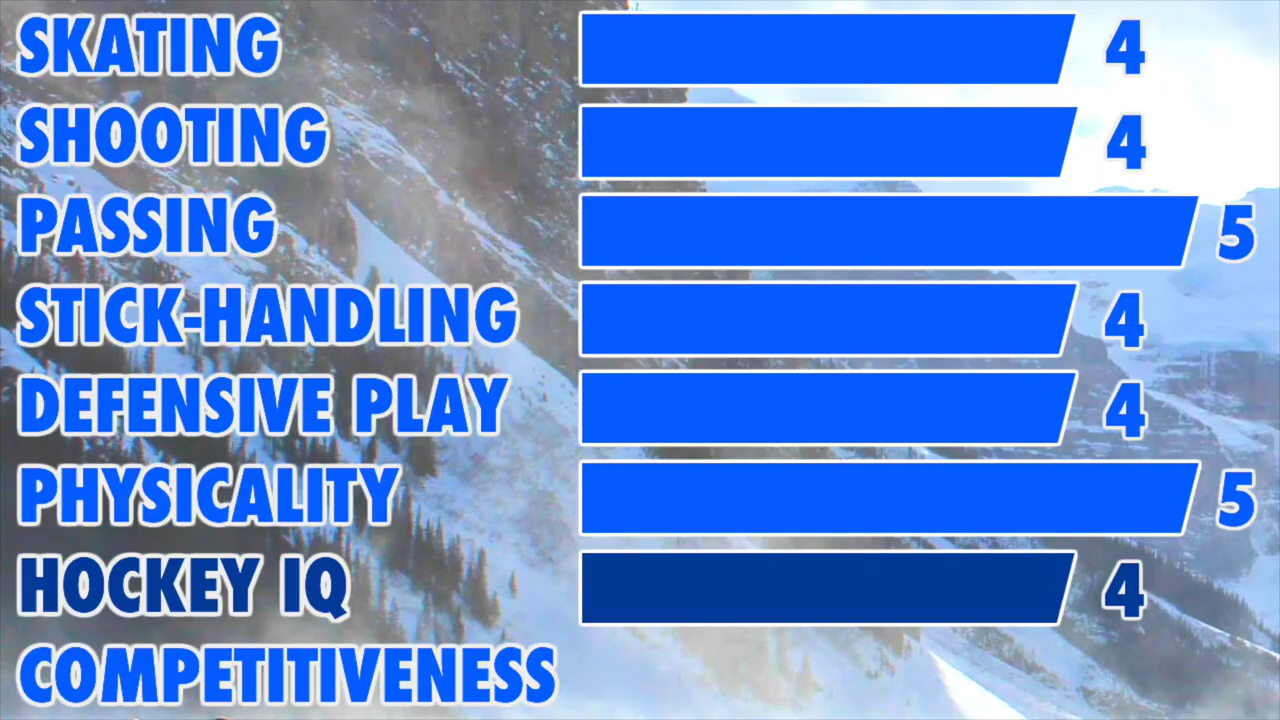 SKATING 4
SHOOTING 4
PASSING 5
STICK-HANDLING 4
DEFENSIVE PLAY 4
PHYSICALITY 5
HOCKEY IQ 4
COMPETITIVENESS